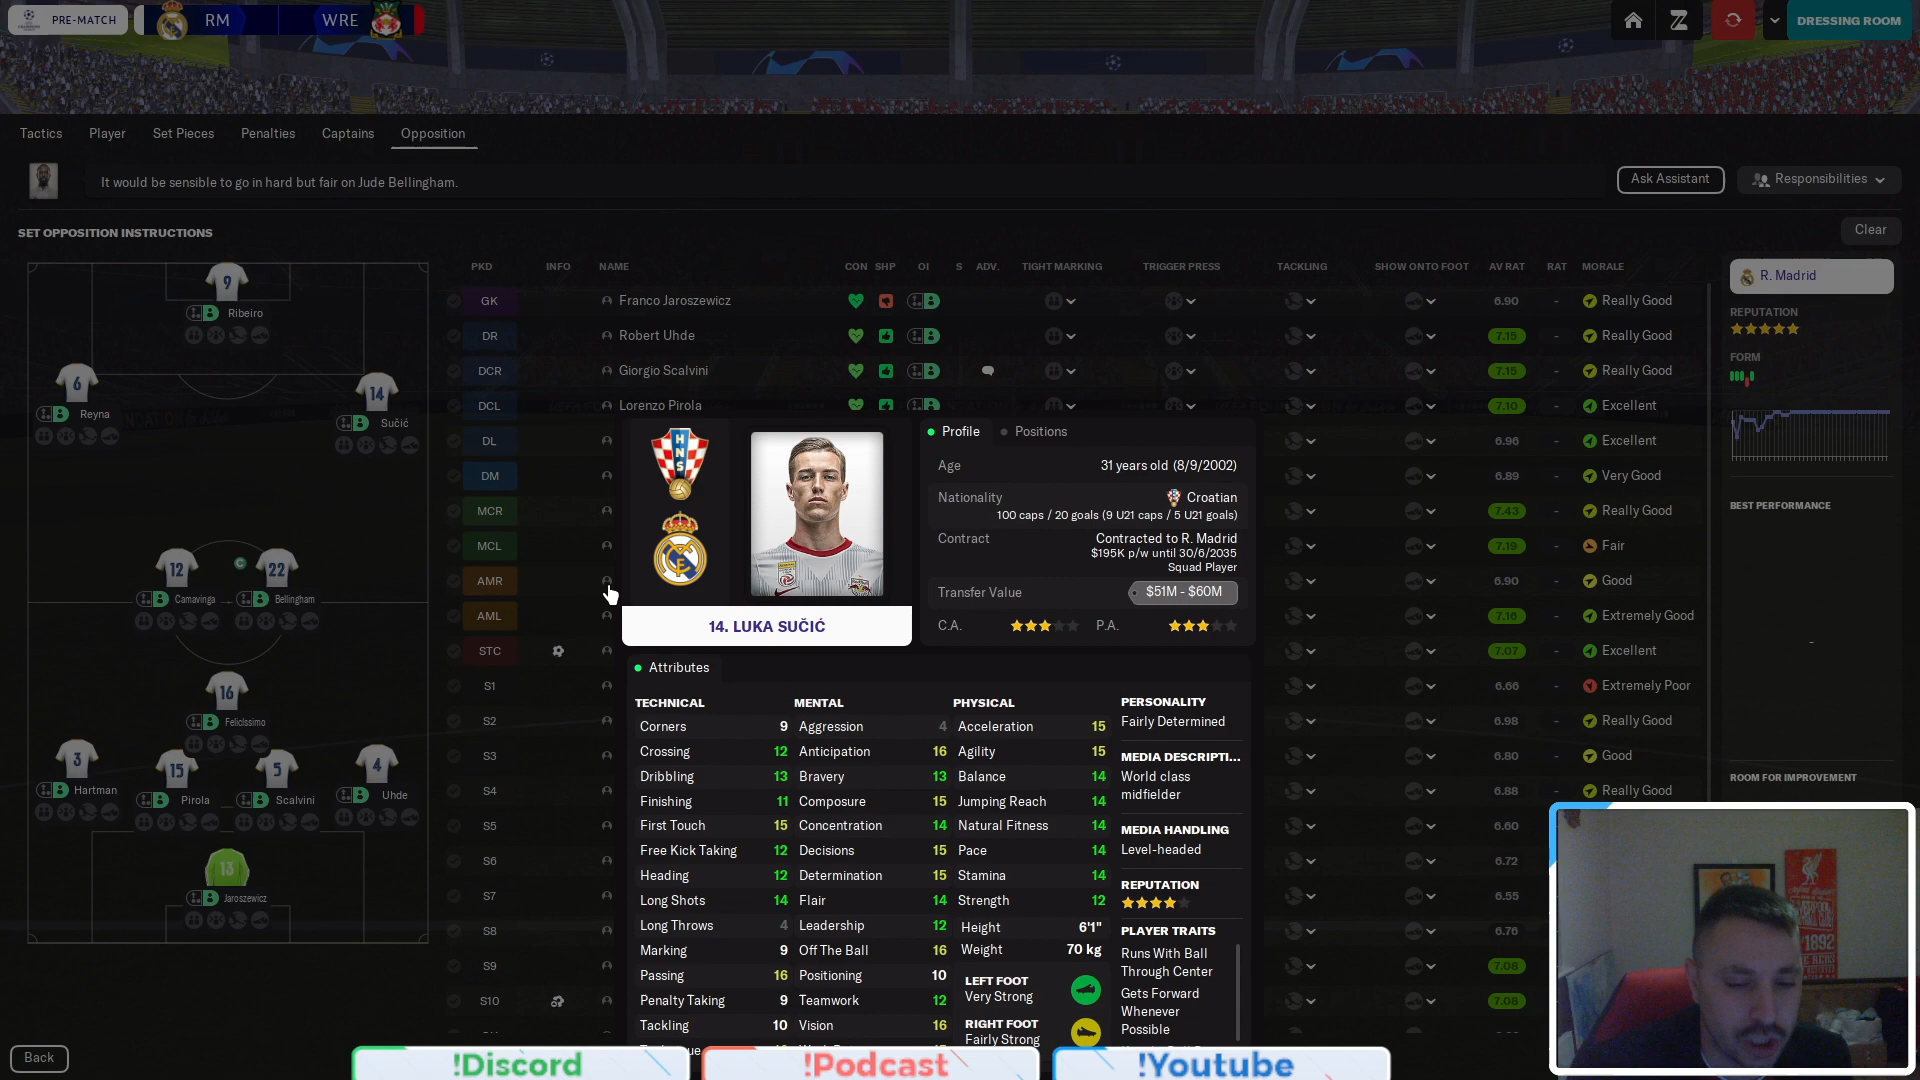 PRE-MATCH
RM
WRE
DRESSING ROOM
Tactics
Player
Set Pieces
Penalties
Captains
Opposition
It would be sensible to go in hard but fair on Jude Bellingham.
Ask Assistant
Responsibilities
SET OPPOSITION INSTRUCTIONS
Clear
9
Ribeiro
6
Reyna
14
Sučić
12
Camavinga
C
22
Bellingham
16
Felicíssimo
3
Hartman
15
Pirola
5
Scalvini
4
Uhde
13
Jaroszewicz
PKD INFO NAME CON SHP OI S ADV. TIGHT MARKING TRIGGER PRESS TACKLING SHOW ONTO FOOT AV RAT RAT MORALE
GK Franco Jaroszewicz 6.90 - Really Good
DR Robert Uhde 7.15 - Really Good
DCR Giorgio Scalvini 7.15 - Really Good
DCL Lorenzo Pirola 7.10 - Excellent
DL 6.96 - Excellent
DM 6.89 - Very Good
MCR 7.43 - Really Good
MCL 7.19 - Fair
AMR 6.90 - Good
AML 7.16 - Extremely Good
STC 7.07 - Excellent
S1 6.66 - Extremely Poor
S2 6.98 - Really Good
S3 6.80 - Good
S4 6.88 - Really Good
S5 6.60
S6 6.72
S7 6.55
S8 6.76
S9 7.08
S10 7.08
R. Madrid
REPUTATION
FORM
BEST PERFORMANCE
-
ROOM FOR IMPROVEMENT
14. LUKA SUČIĆ
Profile
Positions
Age 31 years old (8/9/2002)
Nationality Croatian
100 caps / 20 goals (9 U21 caps / 5 U21 goals)
Contract Contracted to R. Madrid
$195K p/w until 30/6/2035
Squad Player
Transfer Value $51M - $60M
C.A. P.A.
Attributes
TECHNICAL MENTAL PHYSICAL
Corners 9 Aggression 4 Acceleration 15
Crossing 12 Anticipation 16 Agility 15
Dribbling 13 Bravery 13 Balance 14
Finishing 11 Composure 15 Jumping Reach 14
First Touch 15 Concentration 14 Natural Fitness 14
Free Kick Taking 12 Decisions 15 Pace 14
Heading 12 Determination 15 Stamina 14
Long Shots 14 Flair 14 Strength 12
Long Throws 4 Leadership 12 Height 6'1"
Marking 9 Off The Ball 16 Weight 70 kg
Passing 16 Positioning 10
Penalty Taking 9 Teamwork 12
Tackling 10 Vision 16
LEFT FOOT
Very Strong
RIGHT FOOT
Fairly Strong
PERSONALITY
Fairly Determined
MEDIA DESCRIPTI...
World class
midfielder
MEDIA HANDLING
Level-headed
REPUTATION
PLAYER TRAITS
Runs With Ball
Through Center
Gets Forward
Whenever
Possible
Back
!Discord
!Podcast
!Youtube
LIVERPOOL
1892